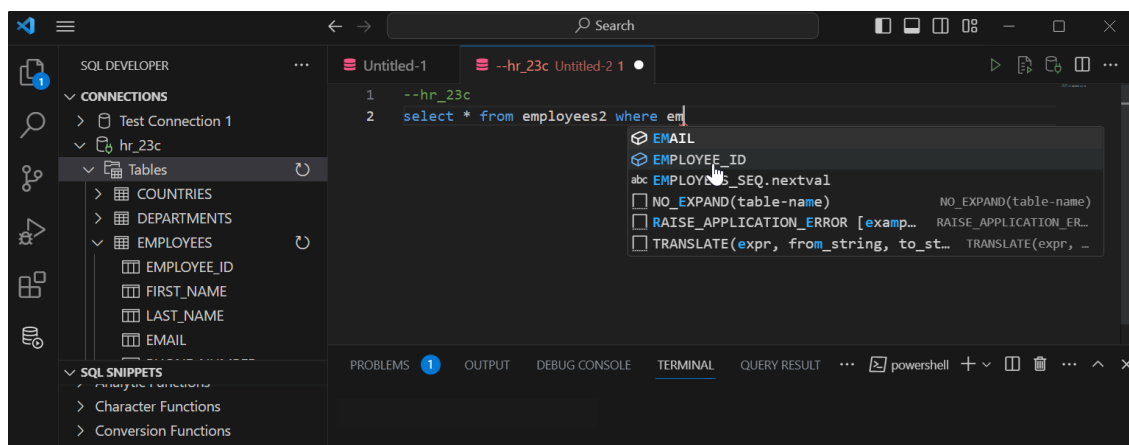 Search
SQL DEVELOPER
CONNECTIONS
Test Connection 1
hr_23c
Tables
COUNTRIES
DEPARTMENTS
EMPLOYEES
EMPLOYEE_ID
FIRST_NAME
LAST_NAME
EMAIL
SQL SNIPPETS
Analytic Functions
Character Functions
Conversion Functions
1
Untitled-1
--hr_23c Untitled-2 1
1 --hr_23c
2 select * from employees2 where em
EMAIL
EMPLOYEE_ID
abc EMPLOYEES_SEQ.nextval
NO_EXPAND(table-name) NO_EXPAND(table-name)
RAISE_APPLICATION_ERROR [examp… RAISE_APPLICATION_ER…
TRANSLATE(expr, from_string, to_st… TRANSLATE(expr, …
PROBLEMS 1 OUTPUT DEBUG CONSOLE TERMINAL QUERY RESULT ··· powershell